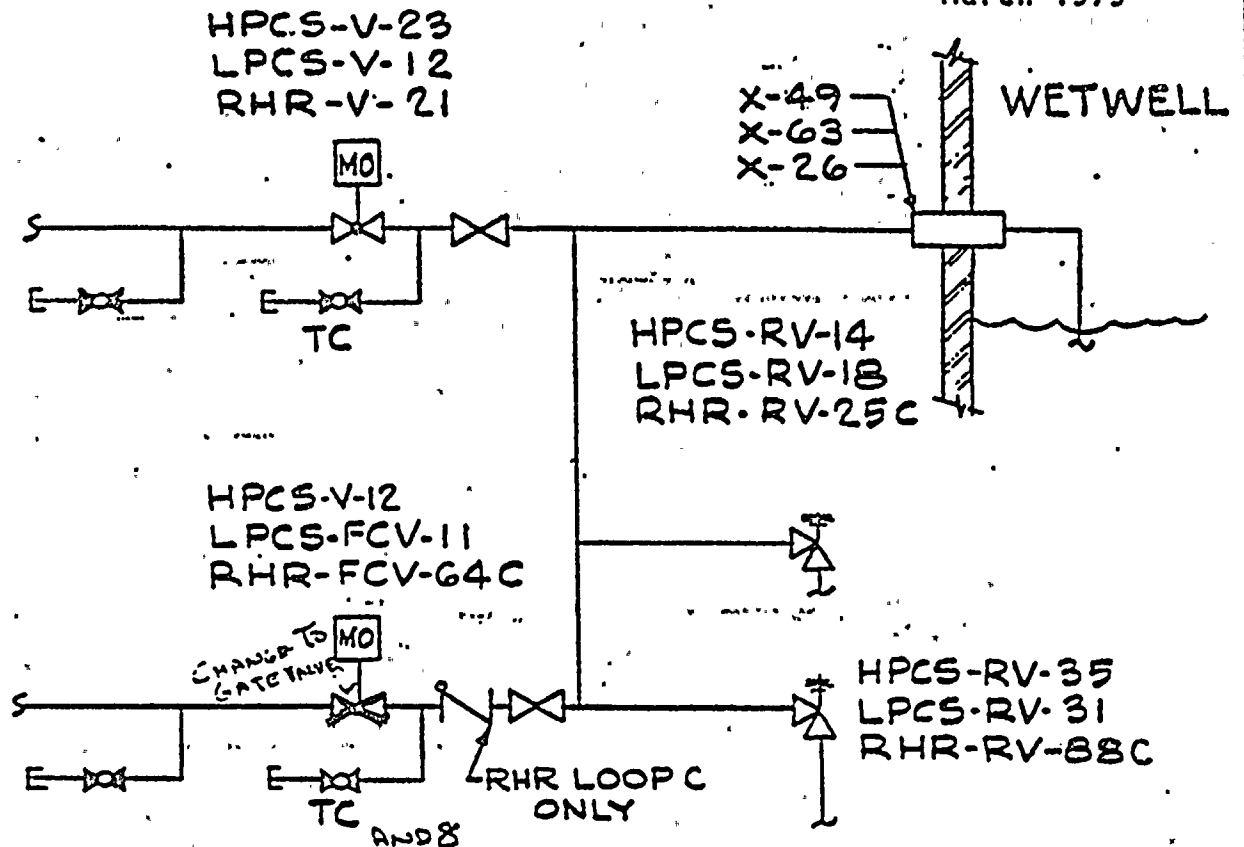 March 1979
HPCS-V-23
LPCS-V-12
RHR-V-21
MO
X-49
X-63
X-26
WETWELL
TC
HPCS-RV-14
LPCS-RV-18
RHR-RV-25C
HPCS-V-12
LPCS-FCV-11
RHR-FCV-64C
CHANGE TO
GATE VALVE
MO
HPCS-RV-35
LPCS-RV-31
RHR-RV-88C
RHR LOOP C
ONLY
TC
AND 8